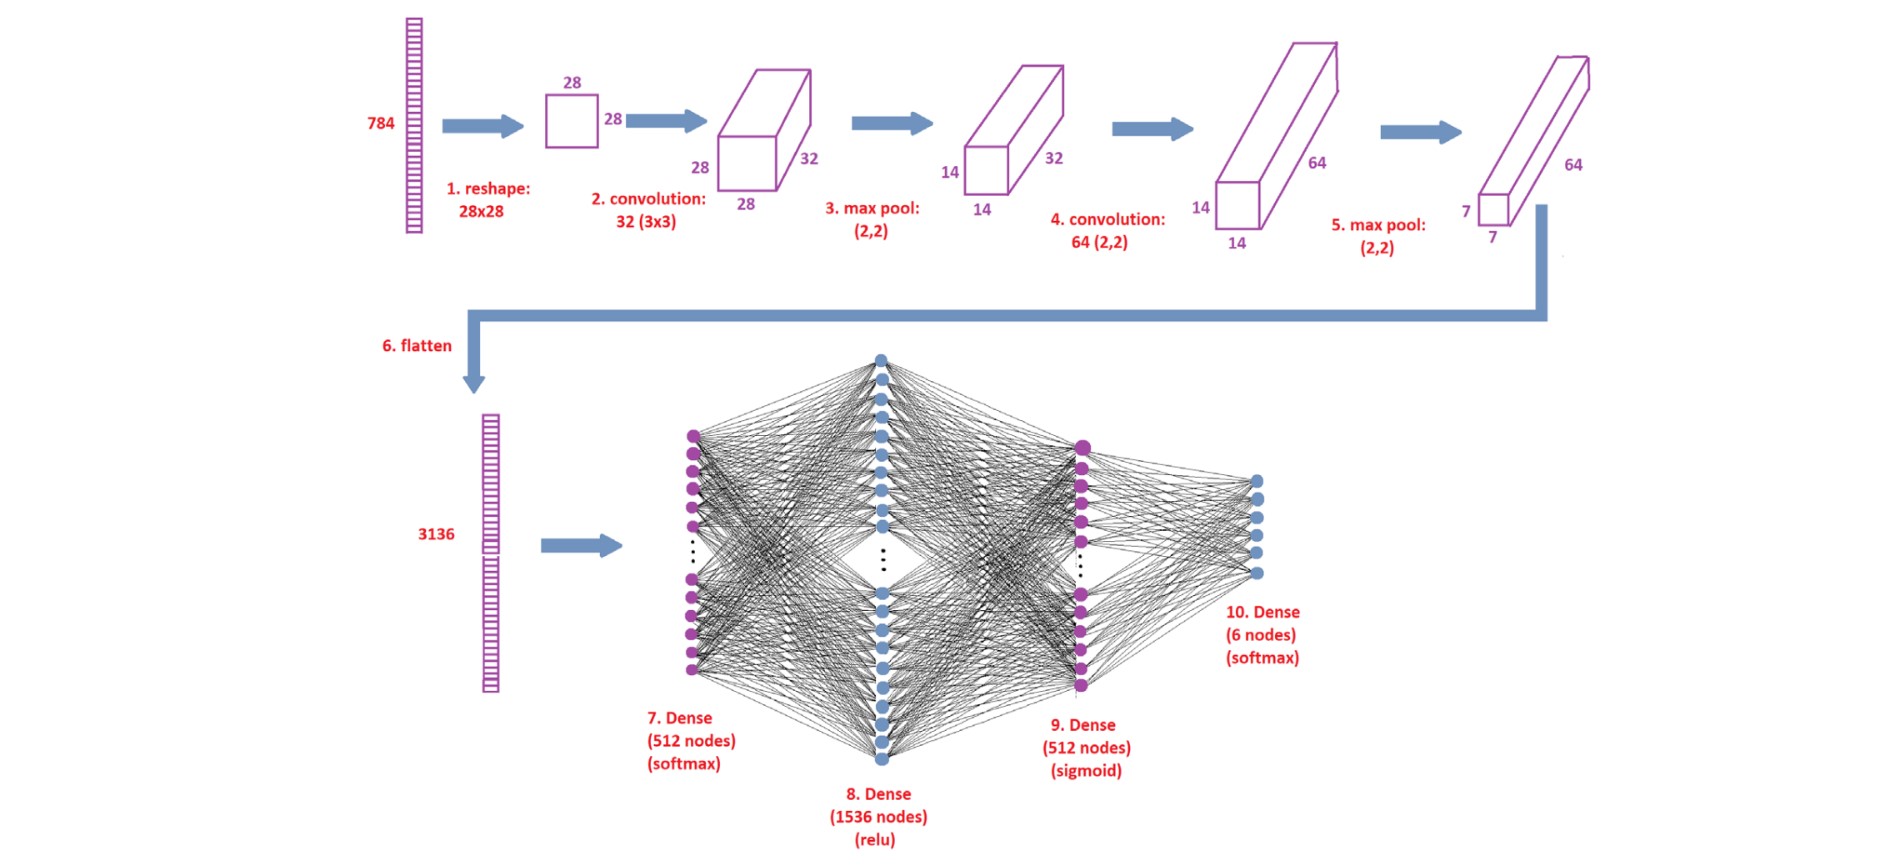 784
1. reshape:
28x28
28
28
2. convolution:
32 (3x3)
28
28
32
3. max pool:
(2,2)
14
14
32
4. convolution:
64 (2,2)
14
14
64
5. max pool:
(2,2)
7
7
64
6. flatten
3136
7. Dense
(512 nodes)
(softmax)
8. Dense
(1536 nodes)
(relu)
9. Dense
(512 nodes)
(sigmoid)
10. Dense
(6 nodes)
(softmax)